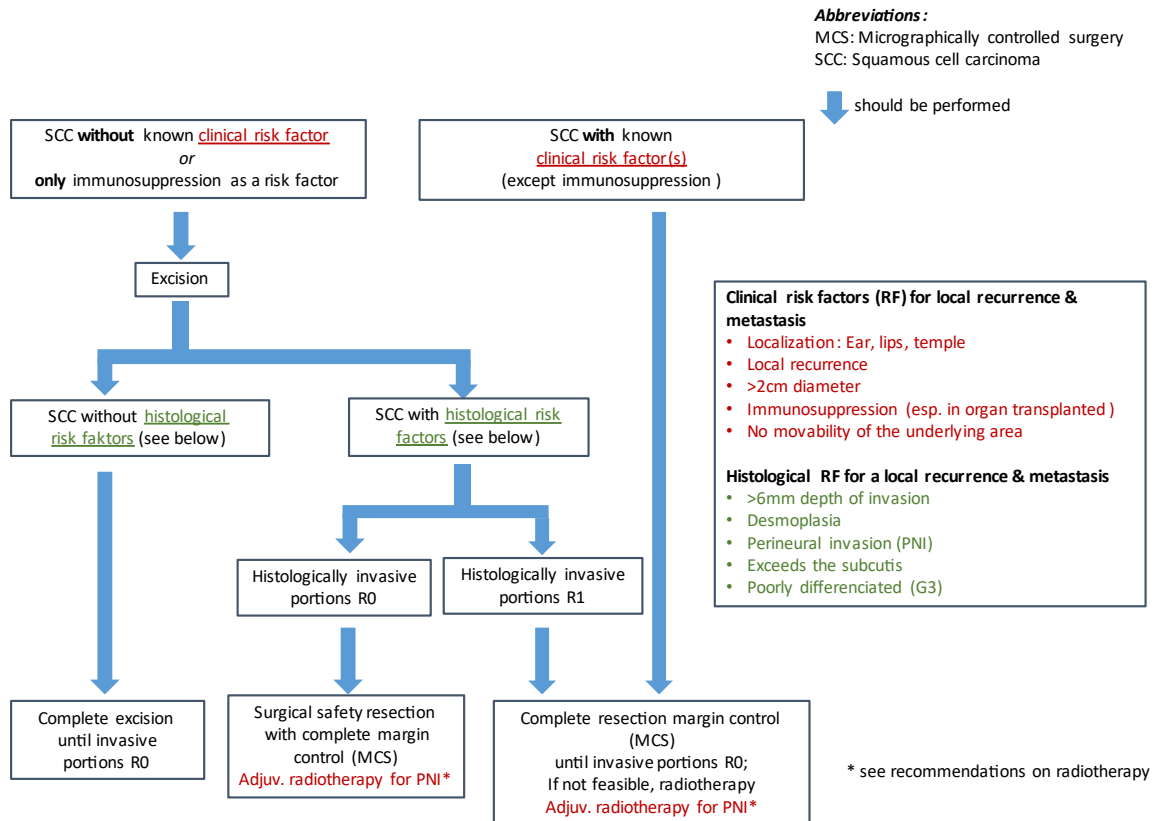 Abbreviations:
MCS: Micrographically controlled surgery
SCC: Squamous cell carcinoma
should be performed
SCC without known clinical risk factor
or
only immunosuppression as a risk factor
SCC with known
clinical risk factor(s)
(except immunosuppression )
Excision
Clinical risk factors (RF) for local recurrence &
metastasis
• Localization: Ear, lips, temple
• Local recurrence
• >2cm diameter
• Immunosuppression (esp. in organ transplanted )
• No movability of the underlying area
Histological RF for a local recurrence & metastasis
• >6mm depth of invasion
• Desmoplasia
• Perineural invasion (PNI)
• Exceeds the subcutis
• Poorly differenciated (G3)
SCC without histological
risk faktors (see below)
SCC with histological risk
factors (see below)
Histologically invasive
portions R0
Histologically invasive
portions R1
Complete excision
until invasive
portions R0
Surgical safety resection
with complete margin
control (MCS)
Adjuv. radiotherapy for PNI*
Complete resection margin control
(MCS)
until invasive portions R0;
If not feasible, radiotherapy
Adjuv. radiotherapy for PNI*
* see recommendations on radiotherapy